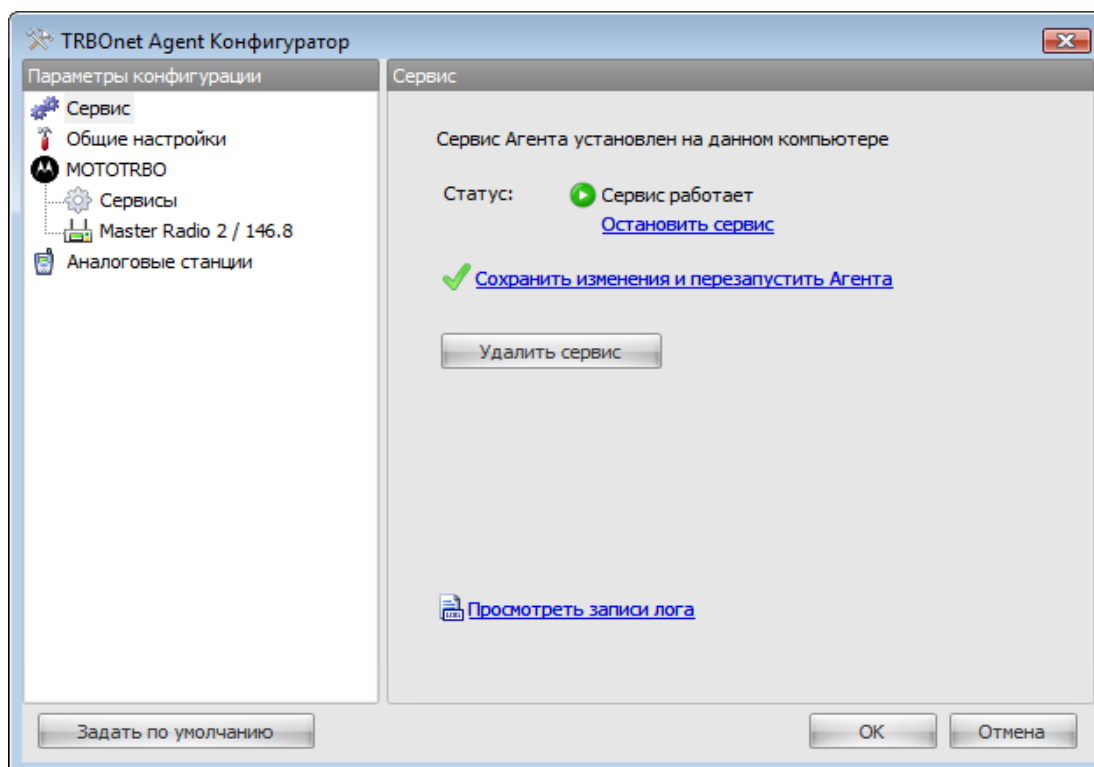 TRBOnet Agent Конфигуратор
Параметры конфигурации
Сервис
Общие настройки
MOTOTRBO
Сервисы
Master Radio 2 / 146.8
Аналоговые станции
Сервис
Сервис Агента установлен на данном компьютере
Статус: Сервис работает
Остановить сервис
Сохранить изменения и перезапустить Агента
Удалить сервис
LOG Просмотреть записи лога
Задать по умолчанию OK Отмена